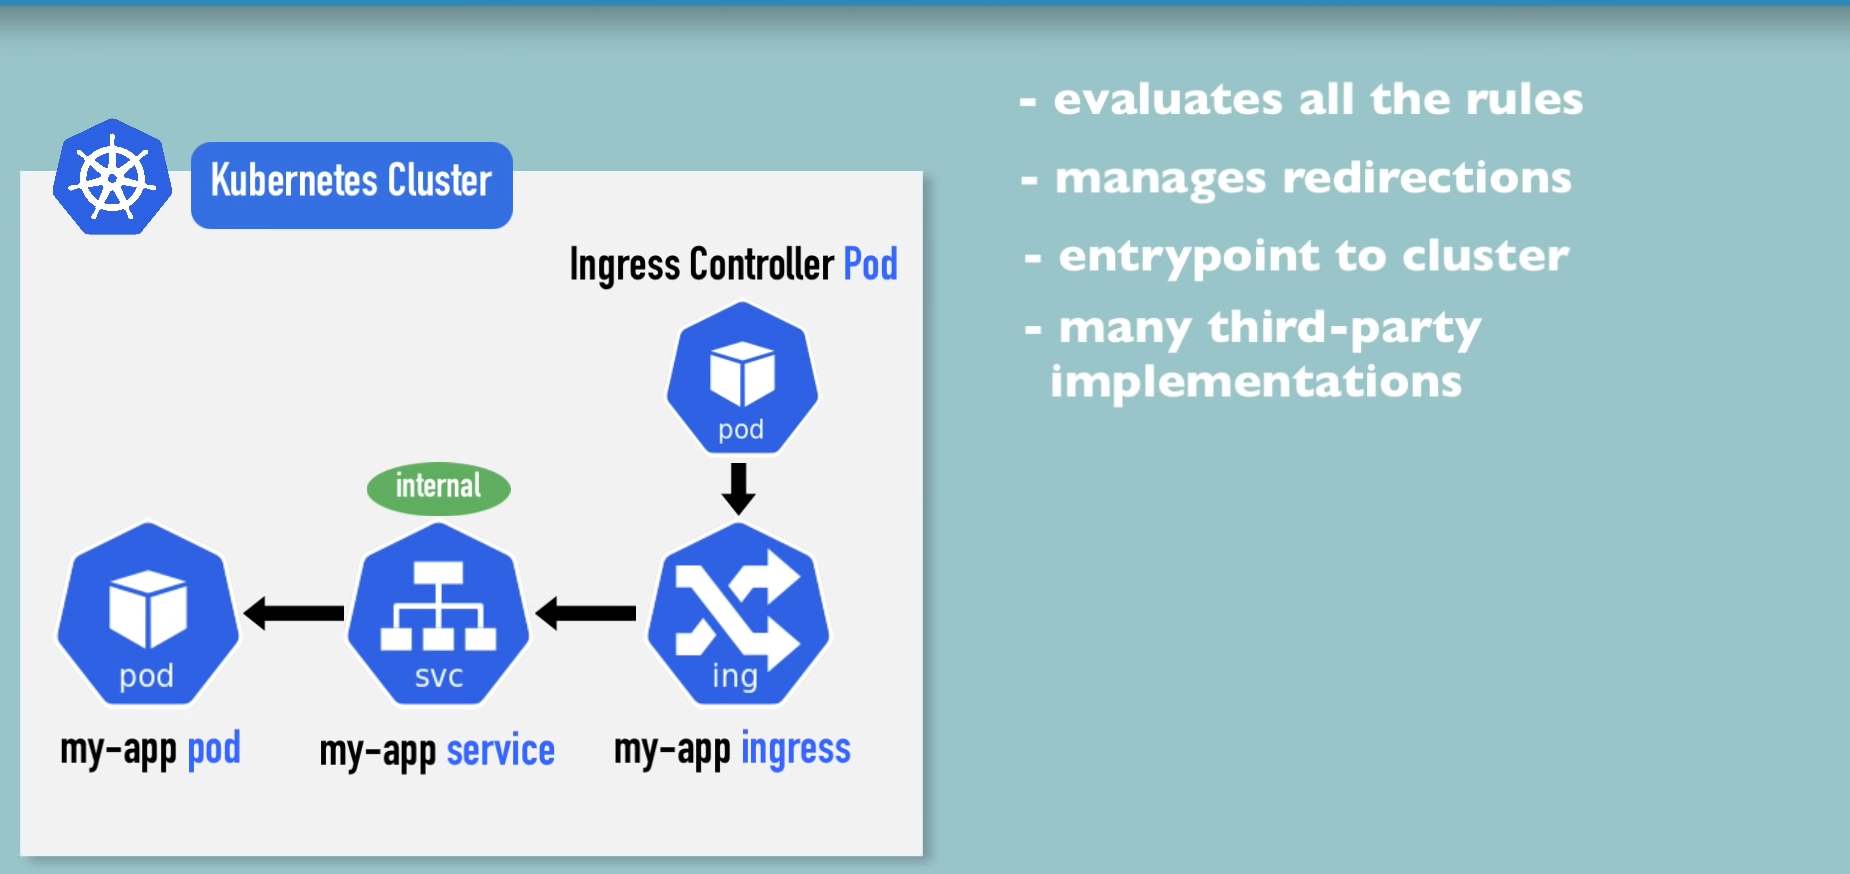 Kubernetes Cluster
Ingress Controller Pod
pod
internal
pod
svc
ing
my-app pod
my-app service
my-app ingress
- evaluates all the rules
- manages redirections
- entrypoint to cluster
- many third-party
implementations